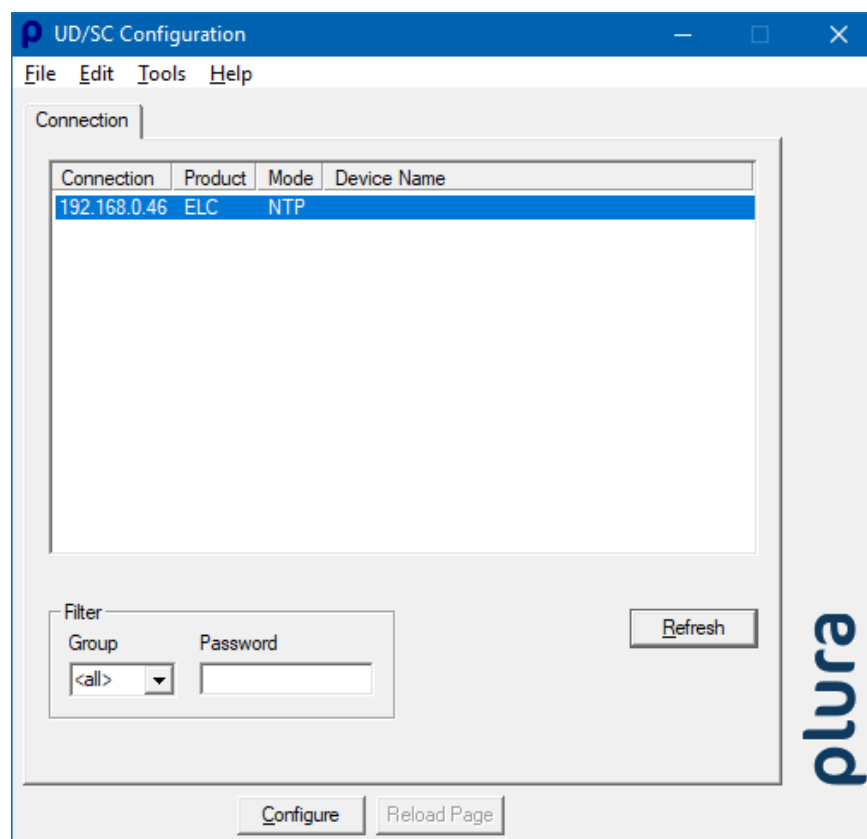 UD/SC Configuration
File Edit Tools Help
Connection
Connection Product Mode Device Name
192.168.0.46 ELC NTP
Filter
Group Password
<all>
Refresh
plura
Configure Reload Page